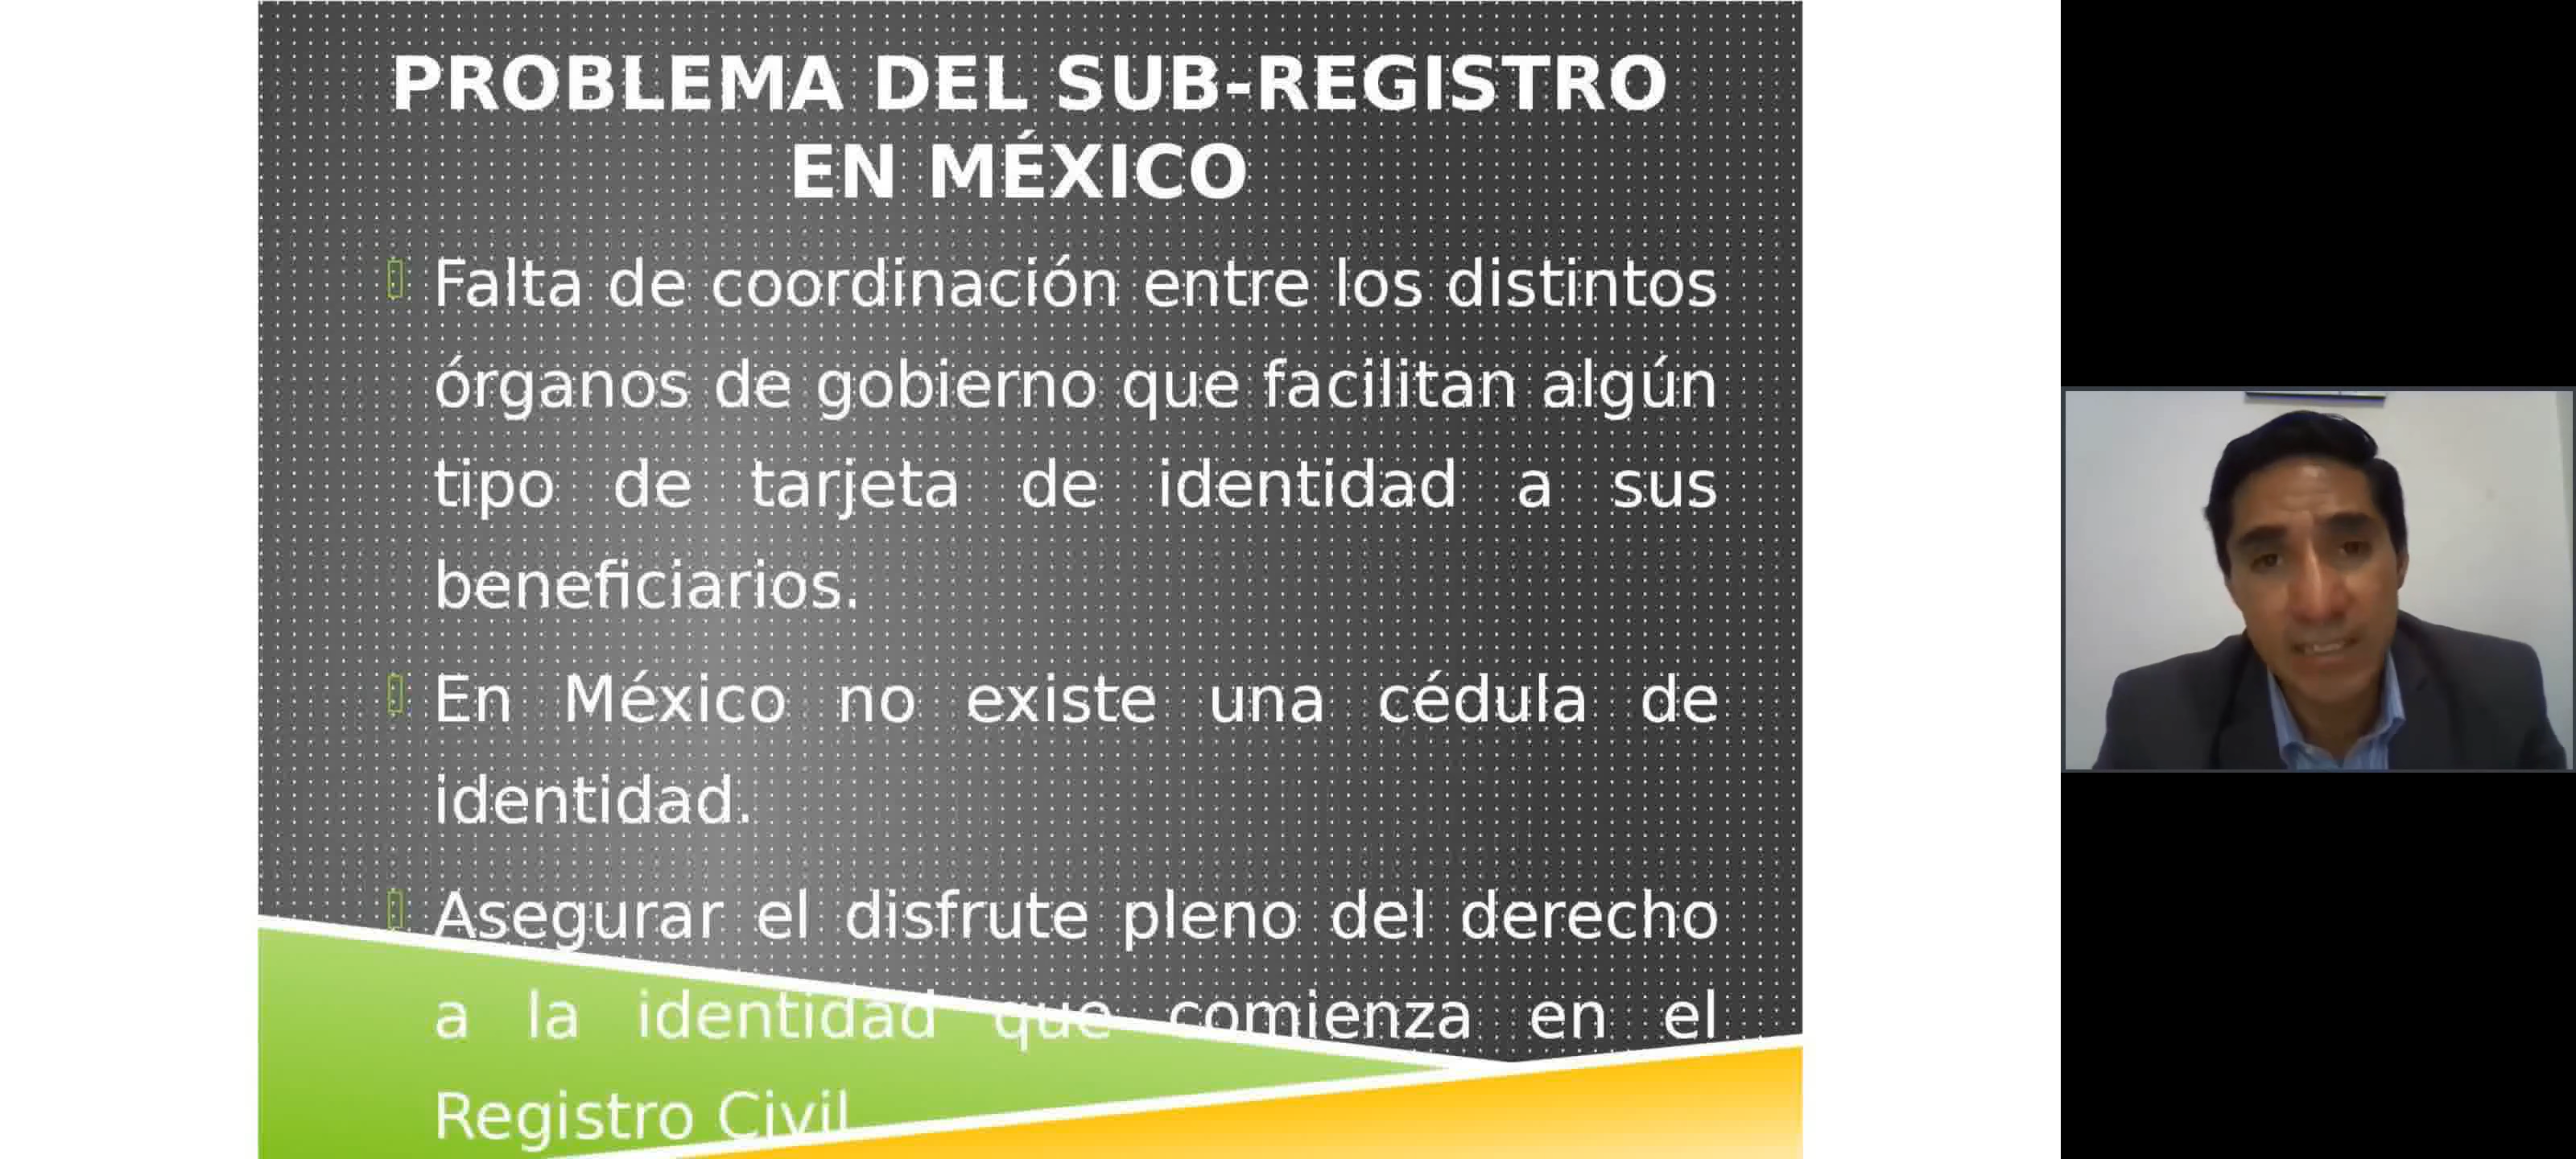 PROBLEMA DEL SUB-REGISTRO
EN MÉXICO
Falta de coordinación entre los distintos
órganos de gobierno que facilitan algún
tipo de tarjeta de identidad a sus
beneficiarios.
En México no existe una cédula de
identidad.
Asegurar el disfrute pleno del derecho
a la identidad que comienza en el
Registro Civil